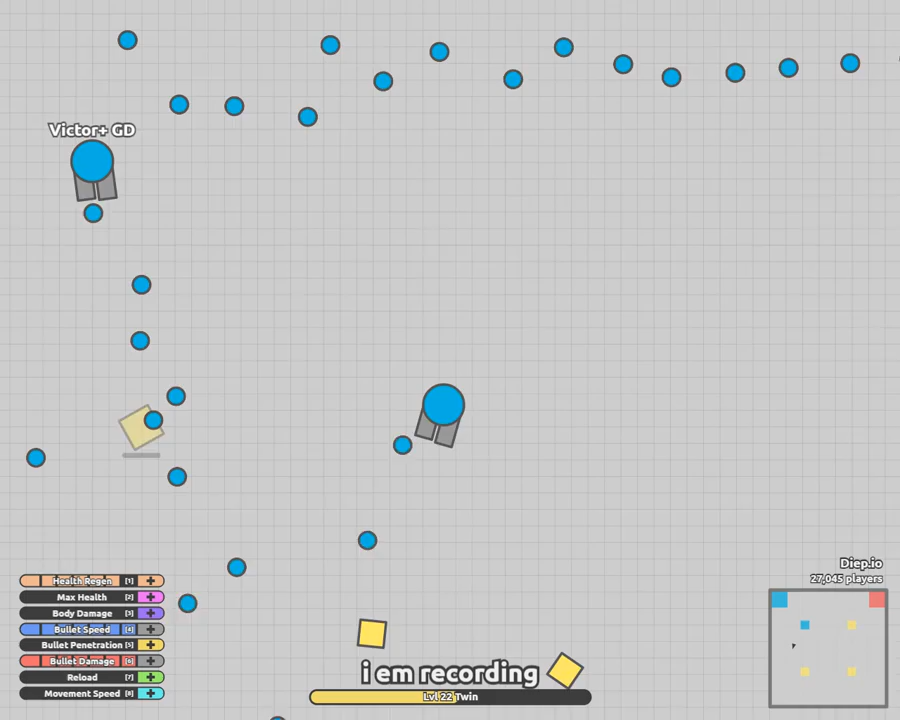 Victor+ GD
Diep.io
27,045 players
Health Regen [1]
Max Health [2]
Body Damage [3]
Bullet Speed [4]
Bullet Penetration [5]
Bullet Damage [6]
Reload [7]
Movement Speed [8]
i em recording
Lvl 22 Twin